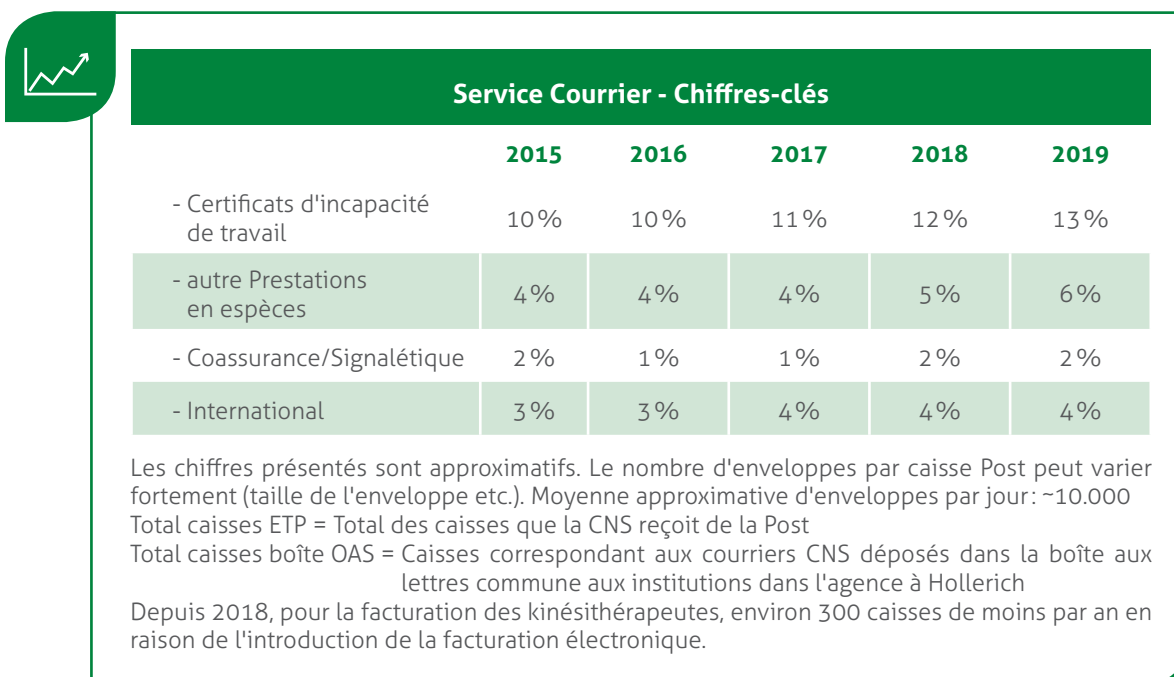 Service Courrier - Chiffres-clés
2015 2016 2017 2018 2019
- Certificats d'incapacité
de travail
10 % 10 % 11 % 12 % 13 %
- autre Prestations
en espèces
4 % 4 % 4 % 5 % 6 %
- Coassurance/Signalétique 2 % 1 % 1 % 2 % 2 %
- International 3 % 3 % 4 % 4 % 4 %
Les chiffres présentés sont approximatifs. Le nombre d'enveloppes par caisse Post peut varier
fortement (taille de l'enveloppe etc.). Moyenne approximative d'enveloppes par jour: ~10.000
Total caisses ETP = Total des caisses que la CNS reçoit de la Post
Total caisses boîte OAS = Caisses correspondant aux courriers CNS déposés dans la boîte aux
lettres commune aux institutions dans l'agence à Hollerich
Depuis 2018, pour la facturation des kinésithérapeutes, environ 300 caisses de moins par an en
raison de l'introduction de la facturation électronique.